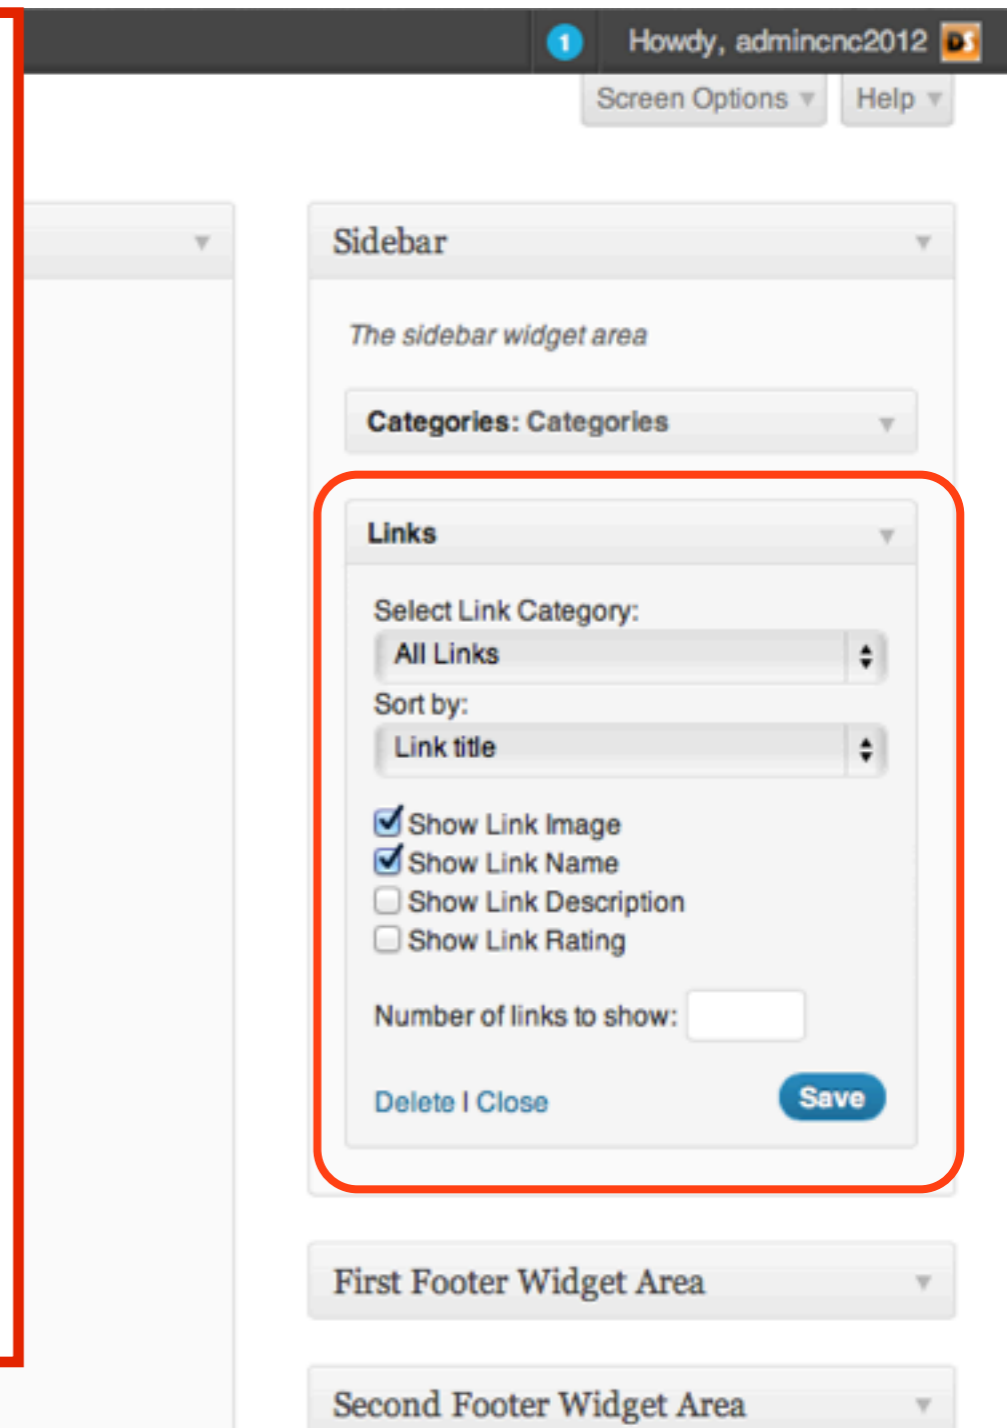 1 Howdy, admincnc2012 DS
Screen Options Help
Sidebar
The sidebar widget area
Categories: Categories
Links
Select Link Category:
All Links
Sort by:
Link title
Show Link Image
Show Link Name
Show Link Description
Show Link Rating
Number of links to show:
Delete | Close Save
First Footer Widget Area
Second Footer Widget Area